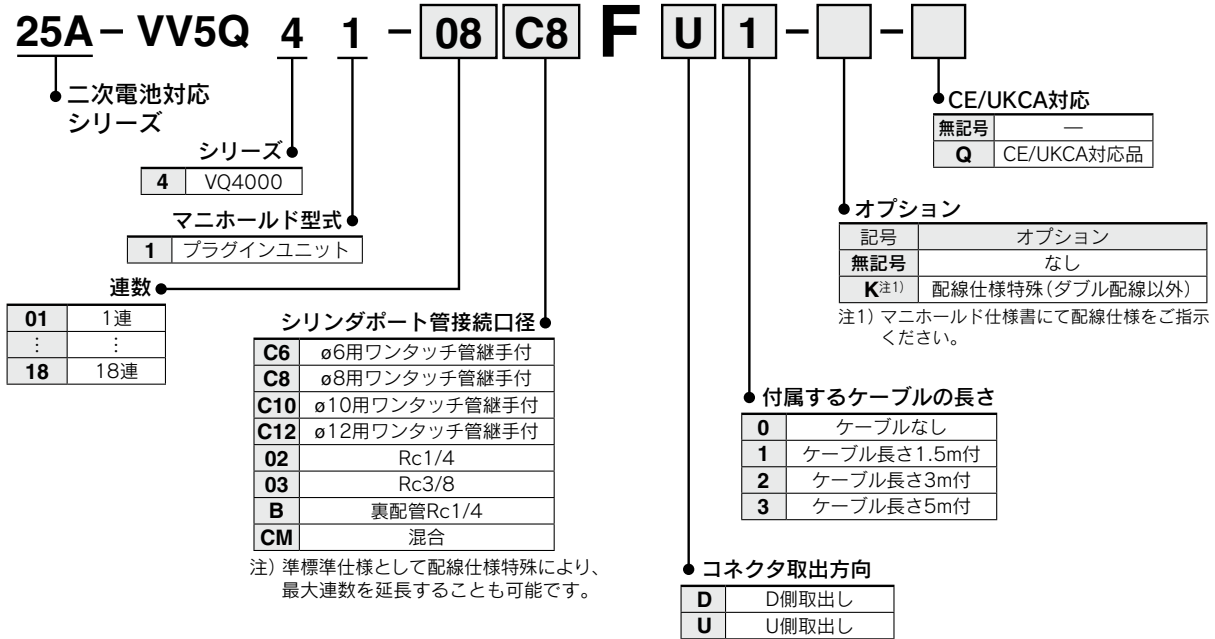 25A - VV5Q 4 1 - 08 C8 F U 1 - -
二次電池対応
シリーズ
シリーズ
4 VQ4000
マニホールド型式
1 プラグインユニット
連数
01 1連
⋮ ⋮
18 18連
シリンダポート管接続口径
C6 ø6用ワンタッチ管継手付
C8 ø8用ワンタッチ管継手付
C10 ø10用ワンタッチ管継手付
C12 ø12用ワンタッチ管継手付
02 Rc1/4
03 Rc3/8
B 裏配管Rc1/4
CM 混合
注)準標準仕様として配線仕様特殊により、
最大連数を延長することも可能です。
CE/UKCA対応
無記号 —
Q CE/UKCA対応品
オプション
記号 オプション
無記号 なし
K注1) 配線仕様特殊(ダブル配線以外)
注1)マニホールド仕様書にて配線仕様をご指示
ください。
付属するケーブルの長さ
0 ケーブルなし
1 ケーブル長さ1.5m付
2 ケーブル長さ3m付
3 ケーブル長さ5m付
コネクタ取出方向
D D側取出し
U U側取出し